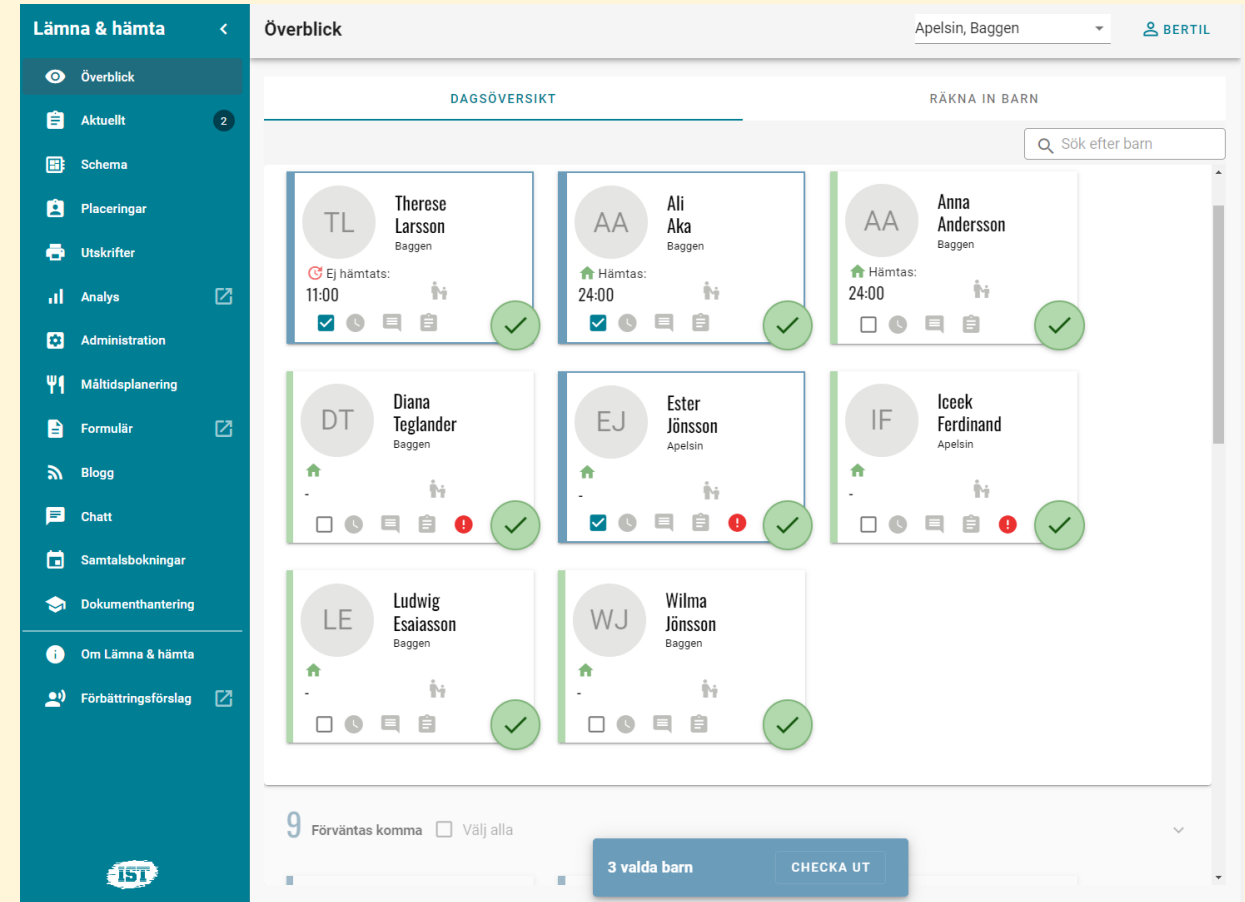 Lämna & hämta
Överblick
Aktuellt
2
Schema
Placeringar
Utskrifter
Analys
Administration
Måltidsplanering
Formulär
Blogg
Chatt
Samtalsbokningar
Dokumenthantering
Om Lämna & hämta
Förbättringsförslag
IST
Överblick
Apelsin, Baggen
BERTIL
DAGSÖVERSIKT
RÄKNA IN BARN
Sök efter barn
TL
Therese
Larsson
Baggen
Ej hämtats:
11:00
AA
Ali
Aka
Baggen
Hämtas:
24:00
AA
Anna
Andersson
Baggen
Hämtas:
24:00
DT
Diana
Teglander
Baggen
-
EJ
Ester
Jönsson
Apelsin
-
IF
Iceek
Ferdinand
Apelsin
-
LE
Ludwig
Esaiasson
Baggen
-
WJ
Wilma
Jönsson
Baggen
-
9 Förväntas komma Välj alla
3 valda barn CHECKA UT